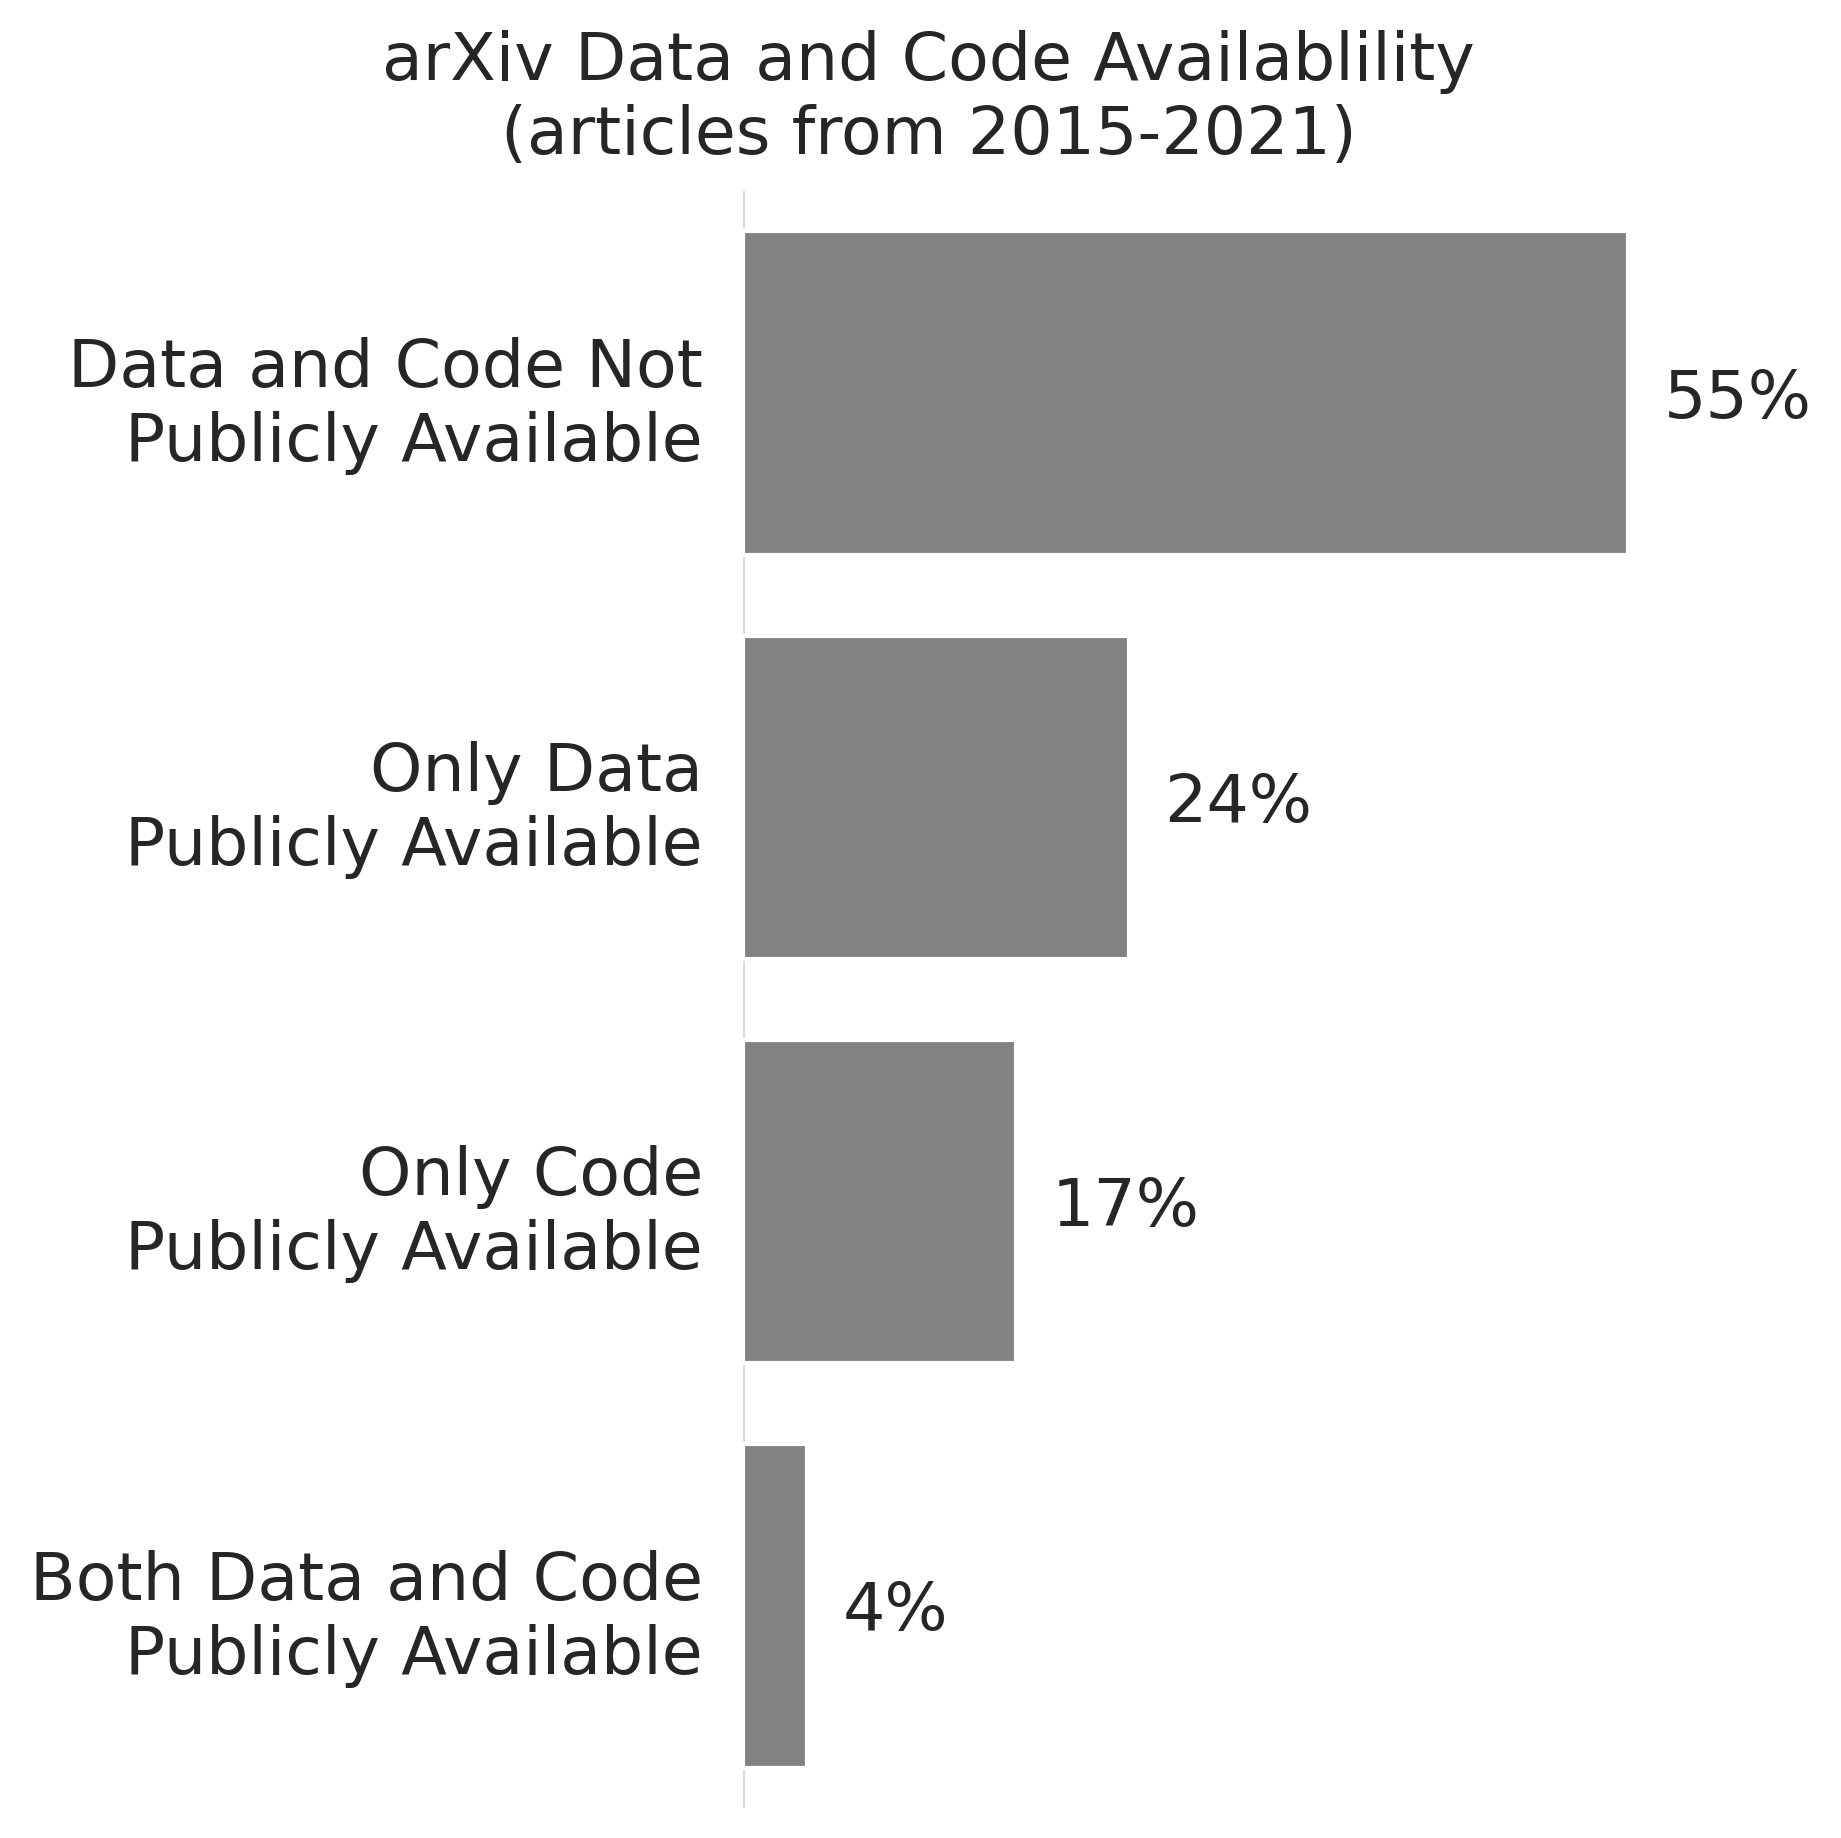 arXiv Data and Code Availablility
(articles from 2015-2021)
Data and Code Not
Publicly Available
55%
Only Data
Publicly Available
24%
Only Code
Publicly Available
17%
Both Data and Code
Publicly Available
4%